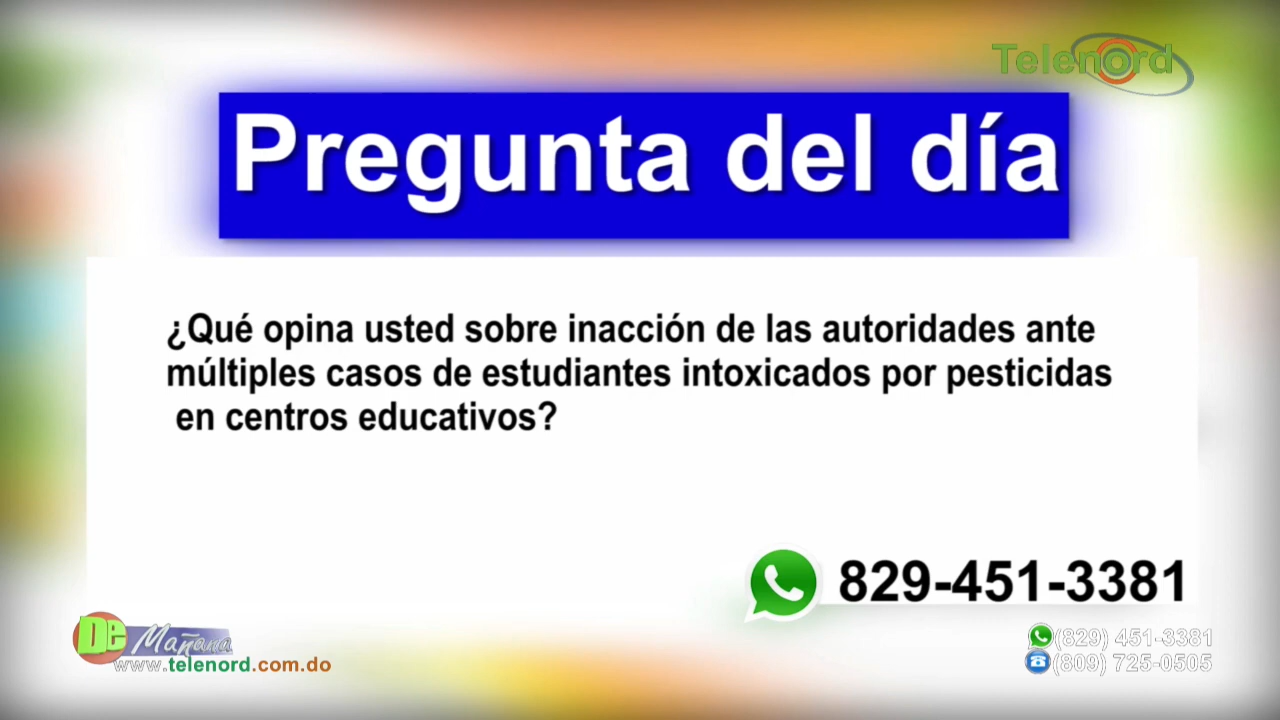 Telenord
Pregunta del día
¿Qué opina usted sobre inacción de las autoridades ante
múltiples casos de estudiantes intoxicados por pesticidas
en centros educativos?
829-451-3381
De Mañana
www.telenord.com.do
(829) 451-3381
(809) 725-0505